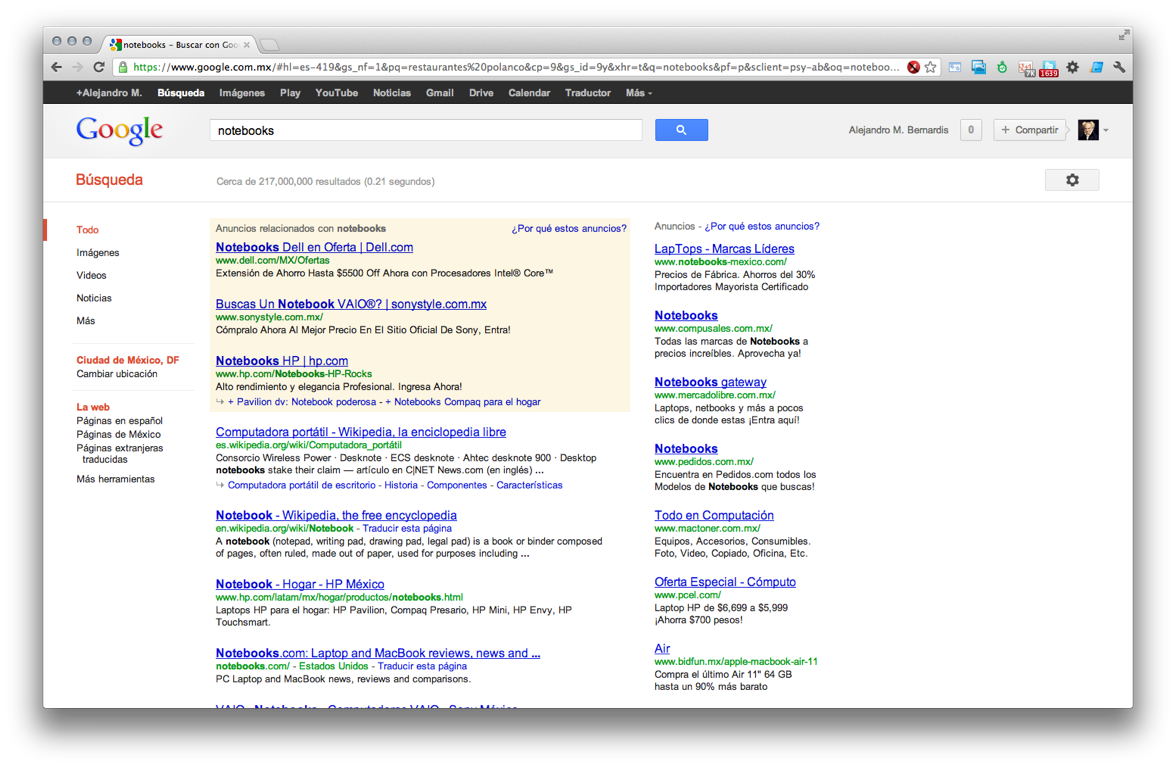 notebooks - Buscar con Goo
https://www.google.com.mx/#hl=es-419&gs_nf=1&pq=restaurantes%20polanco&cp=9&gs_id=9y&xhr=t&q=notebooks&pf=p&sclient=psy-ab&oq=noteboo...
7K
1639
+Alejandro M. Búsqueda Imágenes Play YouTube Noticias Gmail Drive Calendar Traductor Más
Google
notebooks
Alejandro M. Bernardis
0
+ Compartir
Búsqueda
Cerca de 217,000,000 resultados (0.21 segundos)
Todo
Imágenes
Videos
Noticias
Más
Ciudad de México, DF
Cambiar ubicación
La web
Páginas en español
Páginas de México
Páginas extranjeras
traducidas
Más herramientas
Anuncios relacionados con notebooks ¿Por qué estos anuncios?
Notebooks Dell en Oferta | Dell.com
www.dell.com/MX/Ofertas
Extensión de Ahorro Hasta $5500 Off Ahora con Procesadores Intel® Core™
Buscas Un Notebook VAIO®? | sonystyle.com.mx
www.sonystyle.com.mx/
Cómpralo Ahora Al Mejor Precio En El Sitio Oficial De Sony, Entra!
Notebooks HP | hp.com
www.hp.com/Notebooks-HP-Rocks
Alto rendimiento y elegancia Profesional. Ingresa Ahora!
+ Pavilion dv: Notebook poderosa - + Notebooks Compaq para el hogar
Computadora portátil - Wikipedia, la enciclopedia libre
es.wikipedia.org/wiki/Computadora_portátil
Consorcio Wireless Power · Desknote · ECS desknote · Ahtec desknote 900 · Desktop
notebooks stake their claim — artículo en C|NET News.com (en inglés) ...
Computadora portátil de escritorio - Historia - Componentes - Características
Notebook - Wikipedia, the free encyclopedia
en.wikipedia.org/wiki/Notebook - Traducir esta página
A notebook (notepad, writing pad, drawing pad, legal pad) is a book or binder composed
of pages, often ruled, made out of paper, used for purposes including ...
Notebook - Hogar - HP México
www.hp.com/latam/mx/hogar/productos/notebooks.html
Laptops HP para el hogar: HP Pavilion, Compaq Presario, HP Mini, HP Envy, HP
Touchsmart.
Notebooks.com: Laptop and MacBook reviews, news and ...
notebooks.com/ - Estados Unidos - Traducir esta página
PC Laptop and MacBook news, reviews and comparisons.
VAIO - Notebooks - Computadoras VAIO - Sony México
Anuncios - ¿Por qué estos anuncios?
LapTops - Marcas Líderes
www.notebooks-mexico.com/
Precios de Fábrica. Ahorros del 30%
Importadores Mayorista Certificado
Notebooks
www.compusales.com.mx/
Todas las marcas de Notebooks a
precios increíbles. Aprovecha ya!
Notebooks gateway
www.mercadolibre.com.mx/
Laptops, netbooks y más a pocos
clics de donde estas ¡Entra aquí!
Notebooks
www.pedidos.com.mx/
Encuentra en Pedidos.com todos los
Modelos de Notebooks que buscas!
Todo en Computación
www.mactoner.com.mx/
Equipos, Accesorios, Consumibles.
Foto, Video, Copiado, Oficina, Etc.
Oferta Especial - Cómputo
www.pcel.com/
Laptop HP de $6,699 a $5,999
¡Ahorra $700 pesos!
Air
www.bidfun.mx/apple-macbook-air-11
Compra el último Air 11" 64 GB
hasta un 90% más barato